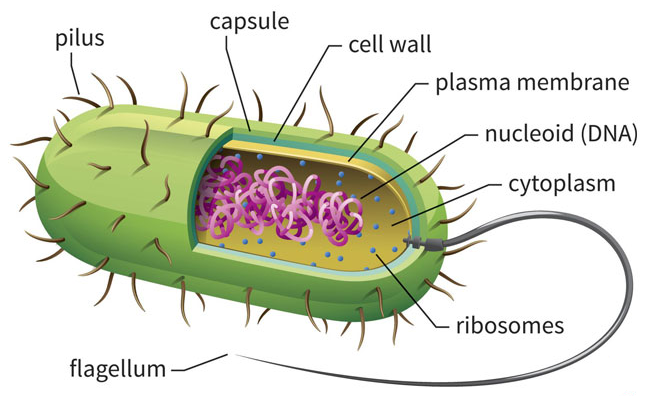 capsule
pilus
cell wall
plasma membrane
nucleoid (DNA)
cytoplasm
ribosomes
flagellum